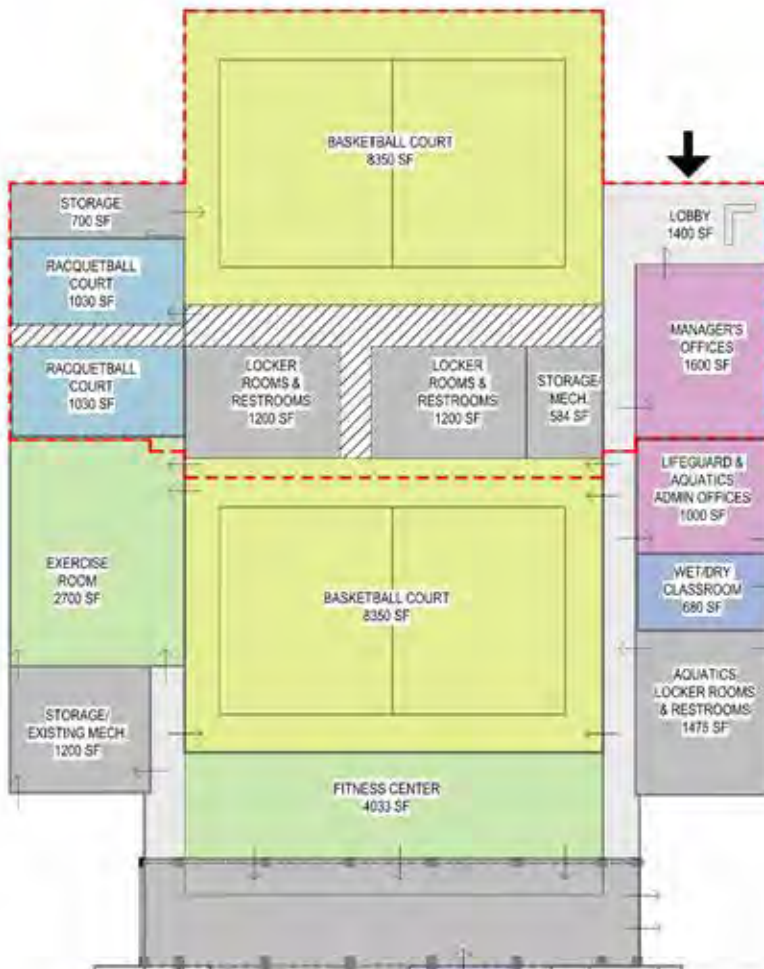 BASKETBALL COURT
8350 SF
STORAGE
700 SF
LOBBY
1400 SF
RACQUETBALL
COURT
1030 SF
MANAGER'S
OFFICES
1600 SF
RACQUETBALL
COURT
1030 SF
LOCKER
ROOMS &
RESTROOMS
1200 SF
LOCKER
ROOMS &
RESTROOMS
1200 SF
STORAGE/
MECH.
584 SF
LIFEGUARD &
AQUATICS
ADMIN OFFICES
1000 SF
EXERCISE
ROOM
2700 SF
WET/DRY
CLASSROOM
680 SF
BASKETBALL COURT
8350 SF
AQUATICS
LOCKER ROOMS
& RESTROOMS
1475 SF
STORAGE/
EXISTING MECH.
1200 SF
FITNESS CENTER
4033 SF